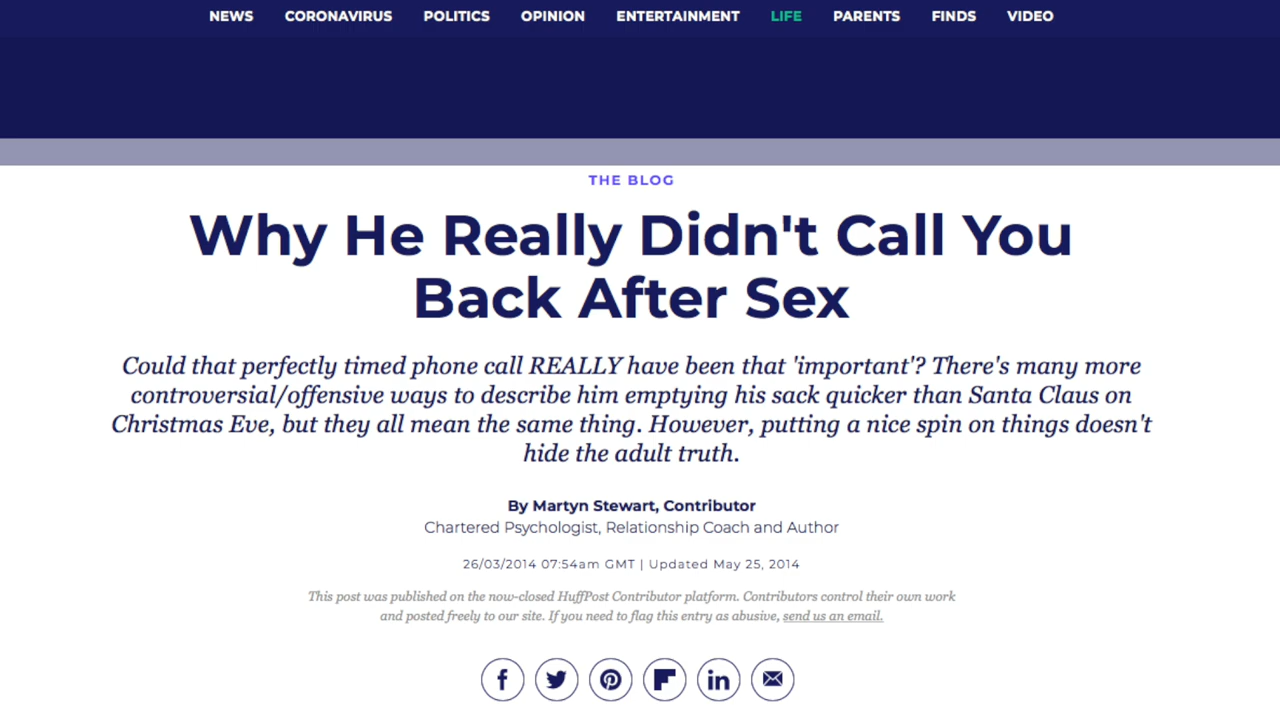 NEWS CORONAVIRUS POLITICS OPINION ENTERTAINMENT LIFE PARENTS FINDS VIDEO
THE BLOG
Why He Really Didn't Call You
Back After Sex
Could that perfectly timed phone call REALLY have been that 'important'? There's many more
controversial/offensive ways to describe him emptying his sack quicker than Santa Claus on
Christmas Eve, but they all mean the same thing. However, putting a nice spin on things doesn't
hide the adult truth.
By Martyn Stewart, Contributor
Chartered Psychologist, Relationship Coach and Author
26/03/2014 07:54am GMT | Updated May 25, 2014
This post was published on the now-closed HuffPost Contributor platform. Contributors control their own work
and posted freely to our site. If you need to flag this entry as abusive, send us an email.